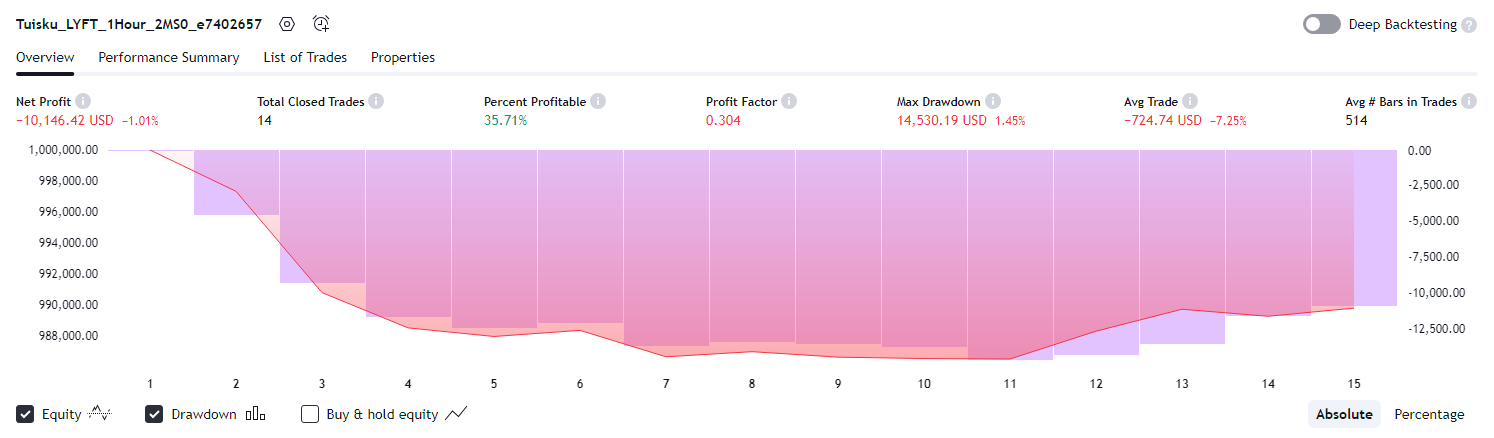 Tuisku_LYFT_1Hour_2MS0_e7402657 Deep Backtesting ?
Overview Performance Summary List of Trades Properties
Net Profit i Total Closed Trades i Percent Profitable i Profit Factor i Max Drawdown i Avg Trade i Avg # Bars in Trades i
−10,146.42 USD −1.01% 14 35.71% 0.304 14,530.19 USD 1.45% −724.74 USD −7.25% 514
1,000,000.00 0.00
998,000.00 -2,500.00
996,000.00 -5,000.00
994,000.00 -7,500.00
992,000.00 -10,000.00
990,000.00 -12,500.00
988,000.00
1 2 3 4 5 6 7 8 9 10 11 12 13 14 15
Equity Drawdown Buy & hold equity Absolute Percentage